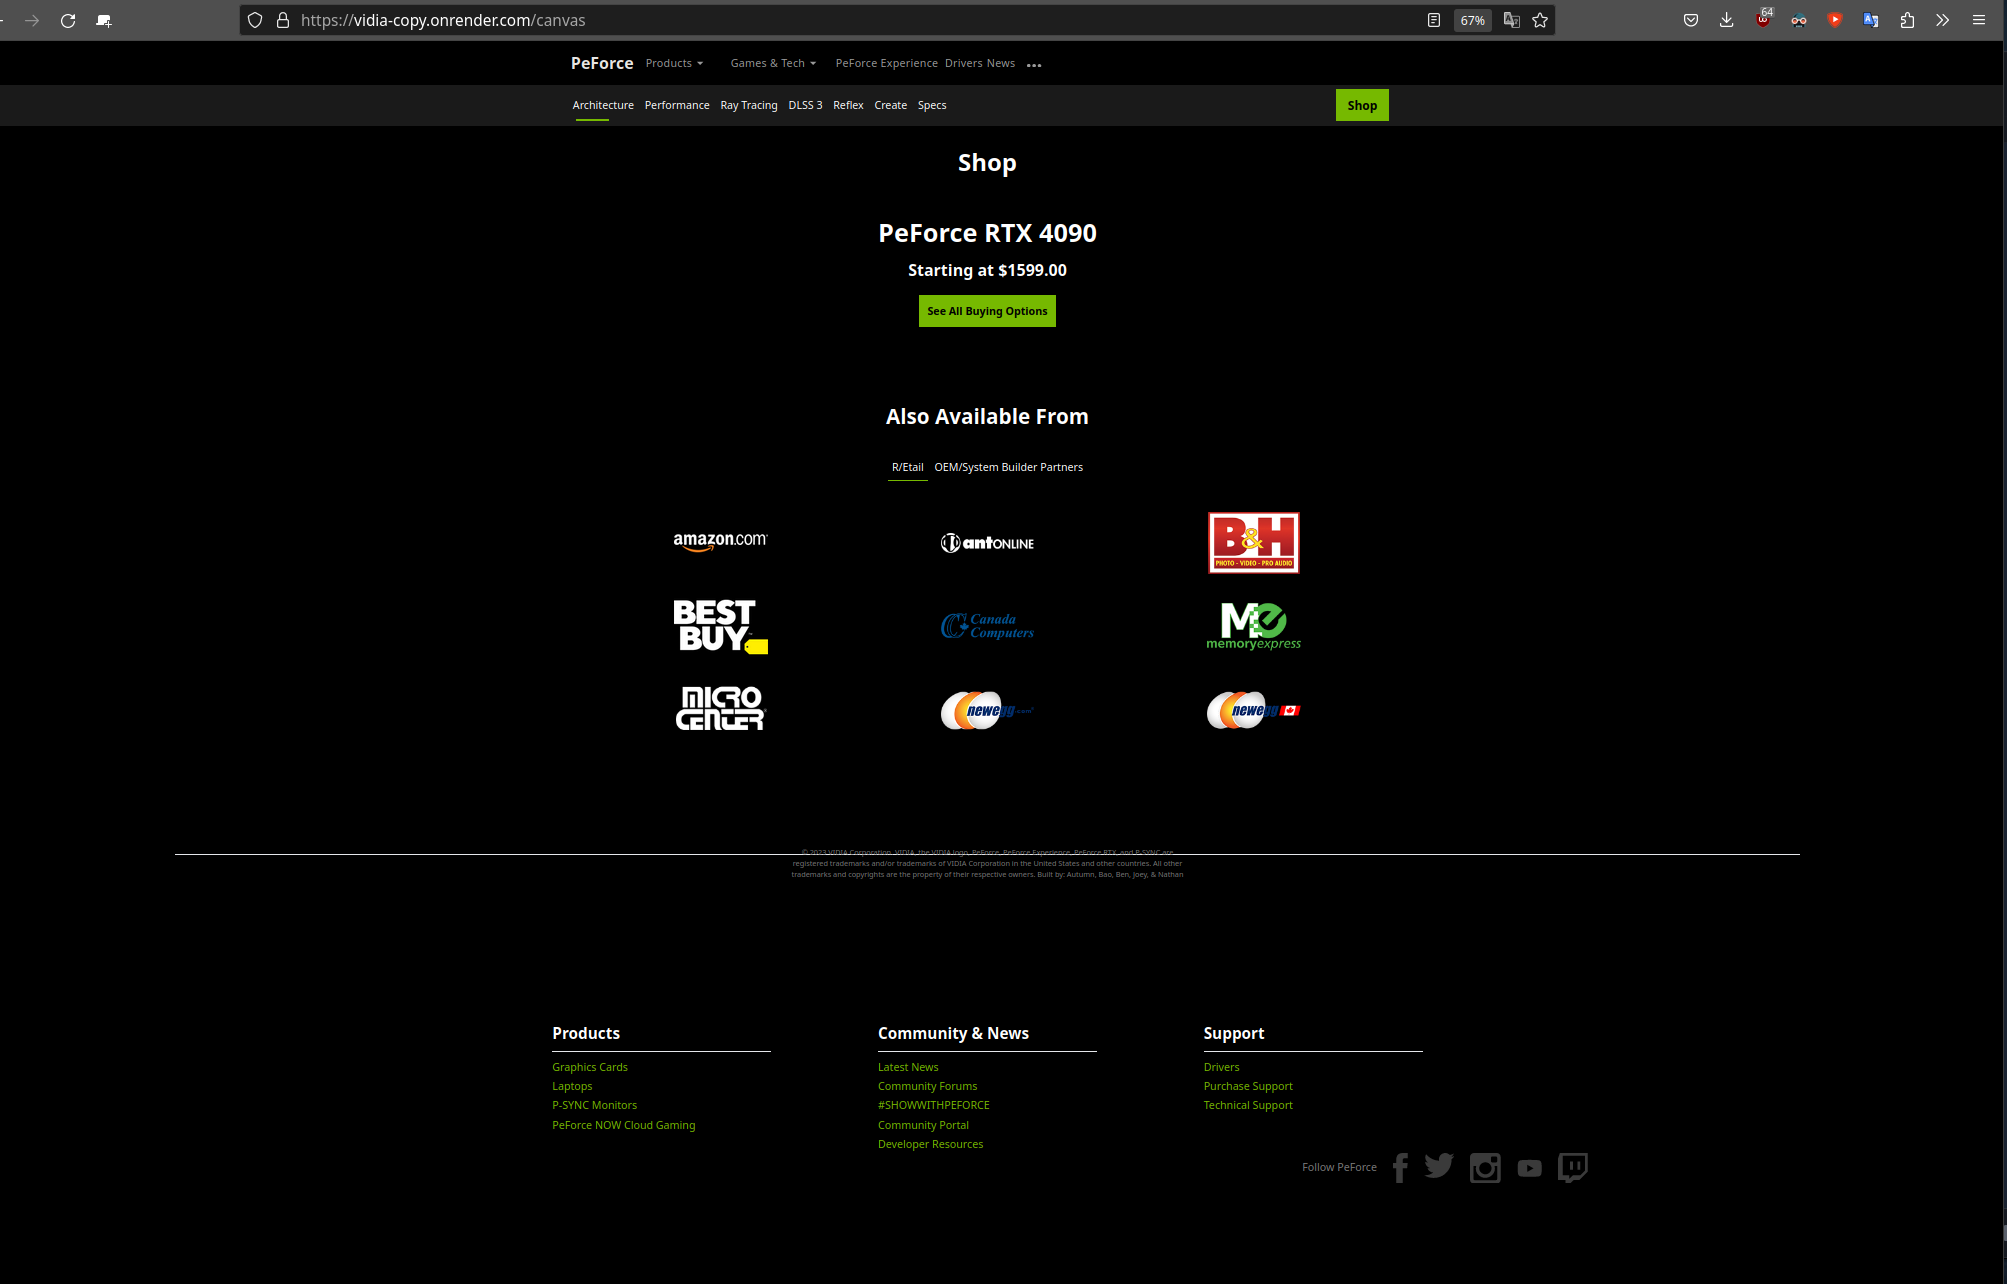 https://vidia-copy.onrender.com/canvas
67%
64
PeForce Products Games & Tech PeForce Experience Drivers News
Architecture Performance Ray Tracing DLSS 3 Reflex Create Specs Shop
Shop
PeForce RTX 4090
Starting at $1599.00
See All Buying Options
Also Available From
R/Etail OEM/System Builder Partners
amazon.com
antONLINE
B&H
PHOTO - VIDEO - PRO AUDIO
BEST
BUY
Canada
Computers
ME
memoryexpress
MICRO
CENTER
newegg.com
newegg
© 2023 VIDIA Corporation. VIDIA, the VIDIA logo, PeForce, PeForce Experience, PeForce RTX, and P-SYNC are
registered trademarks and/or trademarks of VIDIA Corporation in the United States and other countries. All other
trademarks and copyrights are the property of their respective owners. Built by: Autumn, Bao, Ben, Joey, & Nathan
Products
Graphics Cards
Laptops
P-SYNC Monitors
PeForce NOW Cloud Gaming
Community & News
Latest News
Community Forums
#SHOWWITHPEFORCE
Community Portal
Developer Resources
Support
Drivers
Purchase Support
Technical Support
Follow PeForce